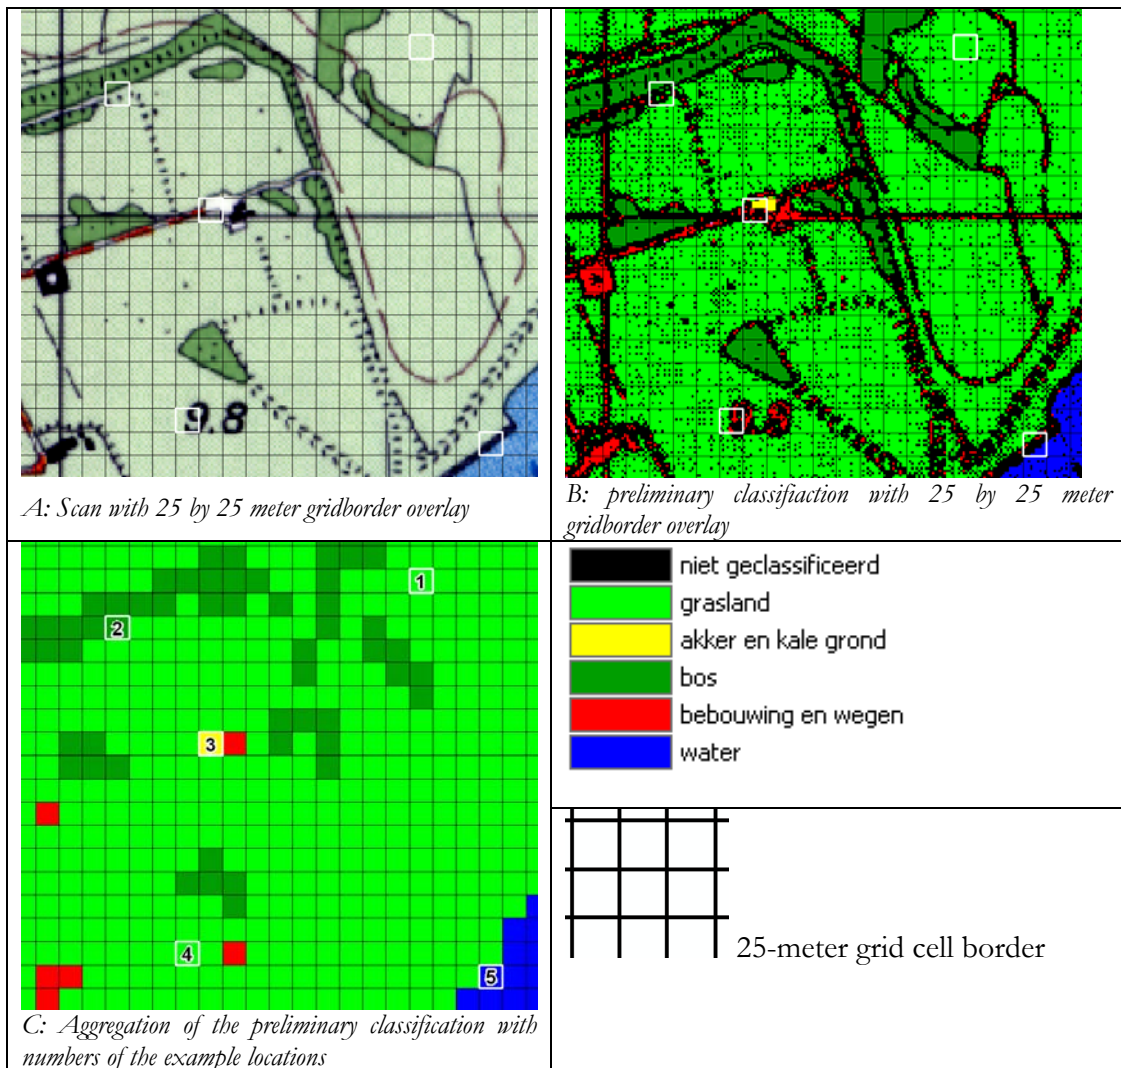 9.8
9.8
A: Scan with 25 by 25 meter gridborder overlay
B: preliminary classifiaction with 25 by 25 meter
gridborder overlay
1
2
3
4
5
C: Aggregation of the preliminary classification with
numbers of the example locations
niet geclassificeerd
grasland
akker en kale grond
bos
bebouwing en wegen
water
25-meter grid cell border